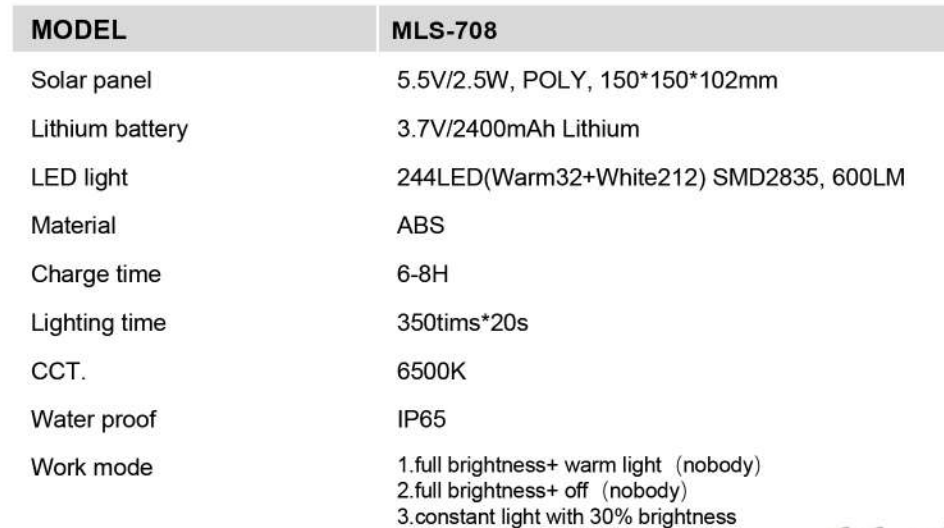 MODEL MLS-708
Solar panel 5.5V/2.5W, POLY, 150*150*102mm
Lithium battery 3.7V/2400mAh Lithium
LED light 244LED(Warm32+White212) SMD2835, 600LM
Material ABS
Charge time 6-8H
Lighting time 350tims*20s
CCT. 6500K
Water proof IP65
Work mode 1.full brightness+ warm light（nobody）
2.full brightness+ off（nobody）
3.constant light with 30% brightness